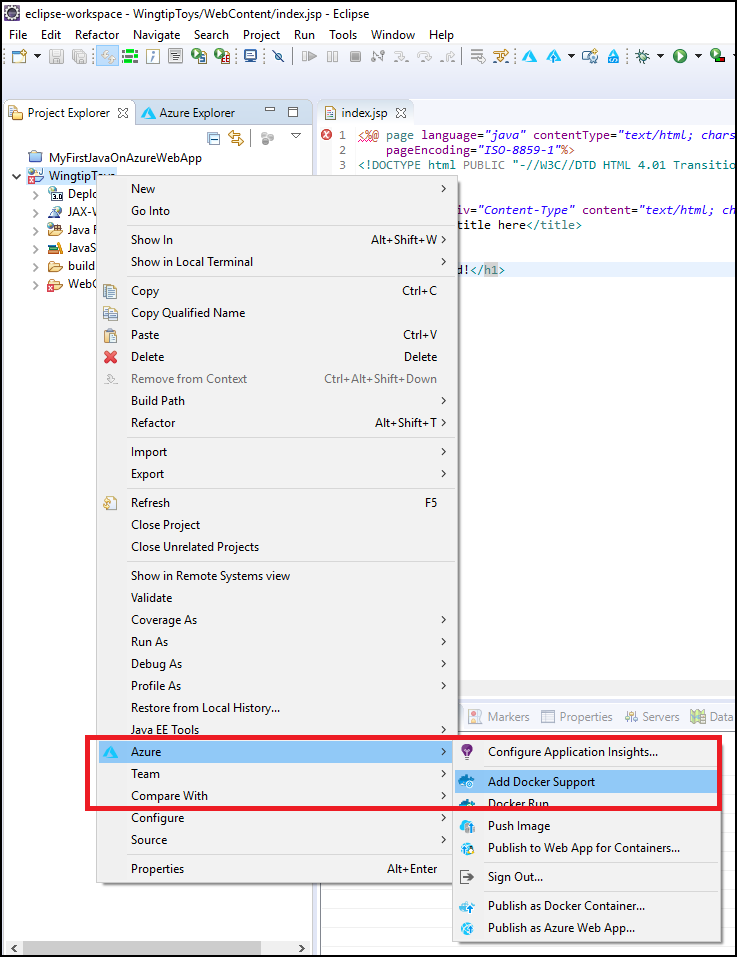 eclipse-workspace - WingtipToys/WebContent/index.jsp - Eclipse
File Edit Refactor Navigate Search Project Run Tools Window Help
Project Explorer Azure Explorer index.jsp
1 <%@ page language="java" contentType="text/html; chars
2 pageEncoding="ISO-8859-1"%>
3 <!DOCTYPE html PUBLIC "-//W3C//DTD HTML 4.01 Transitio
MyFirstJavaOnAzureWebApp
WingtipToys
Deplo
JAX-W
iv="Content-Type" content="text/html; ch
Java R
title here</title>
JavaS
build
d!</h1>
WebC
New
Go Into
Show In Alt+Shift+W
Show in Local Terminal
Copy Ctrl+C
Copy Qualified Name
Paste Ctrl+V
Delete Delete
Remove from Context Ctrl+Alt+Shift+Down
Build Path
Refactor Alt+Shift+T
Import
Export
Refresh F5
Close Project
Close Unrelated Projects
Show in Remote Systems view
Validate
Coverage As
Run As
Debug As
Profile As
Restore from Local History...
Java EE Tools
Azure
Team
Compare With
Configure
Source
Properties Alt+Enter
Markers Properties Servers Data
Configure Application Insights...
Add Docker Support
Docker Run
Push Image
Publish to Web App for Containers...
Sign Out...
Publish as Docker Container...
Publish as Azure Web App...